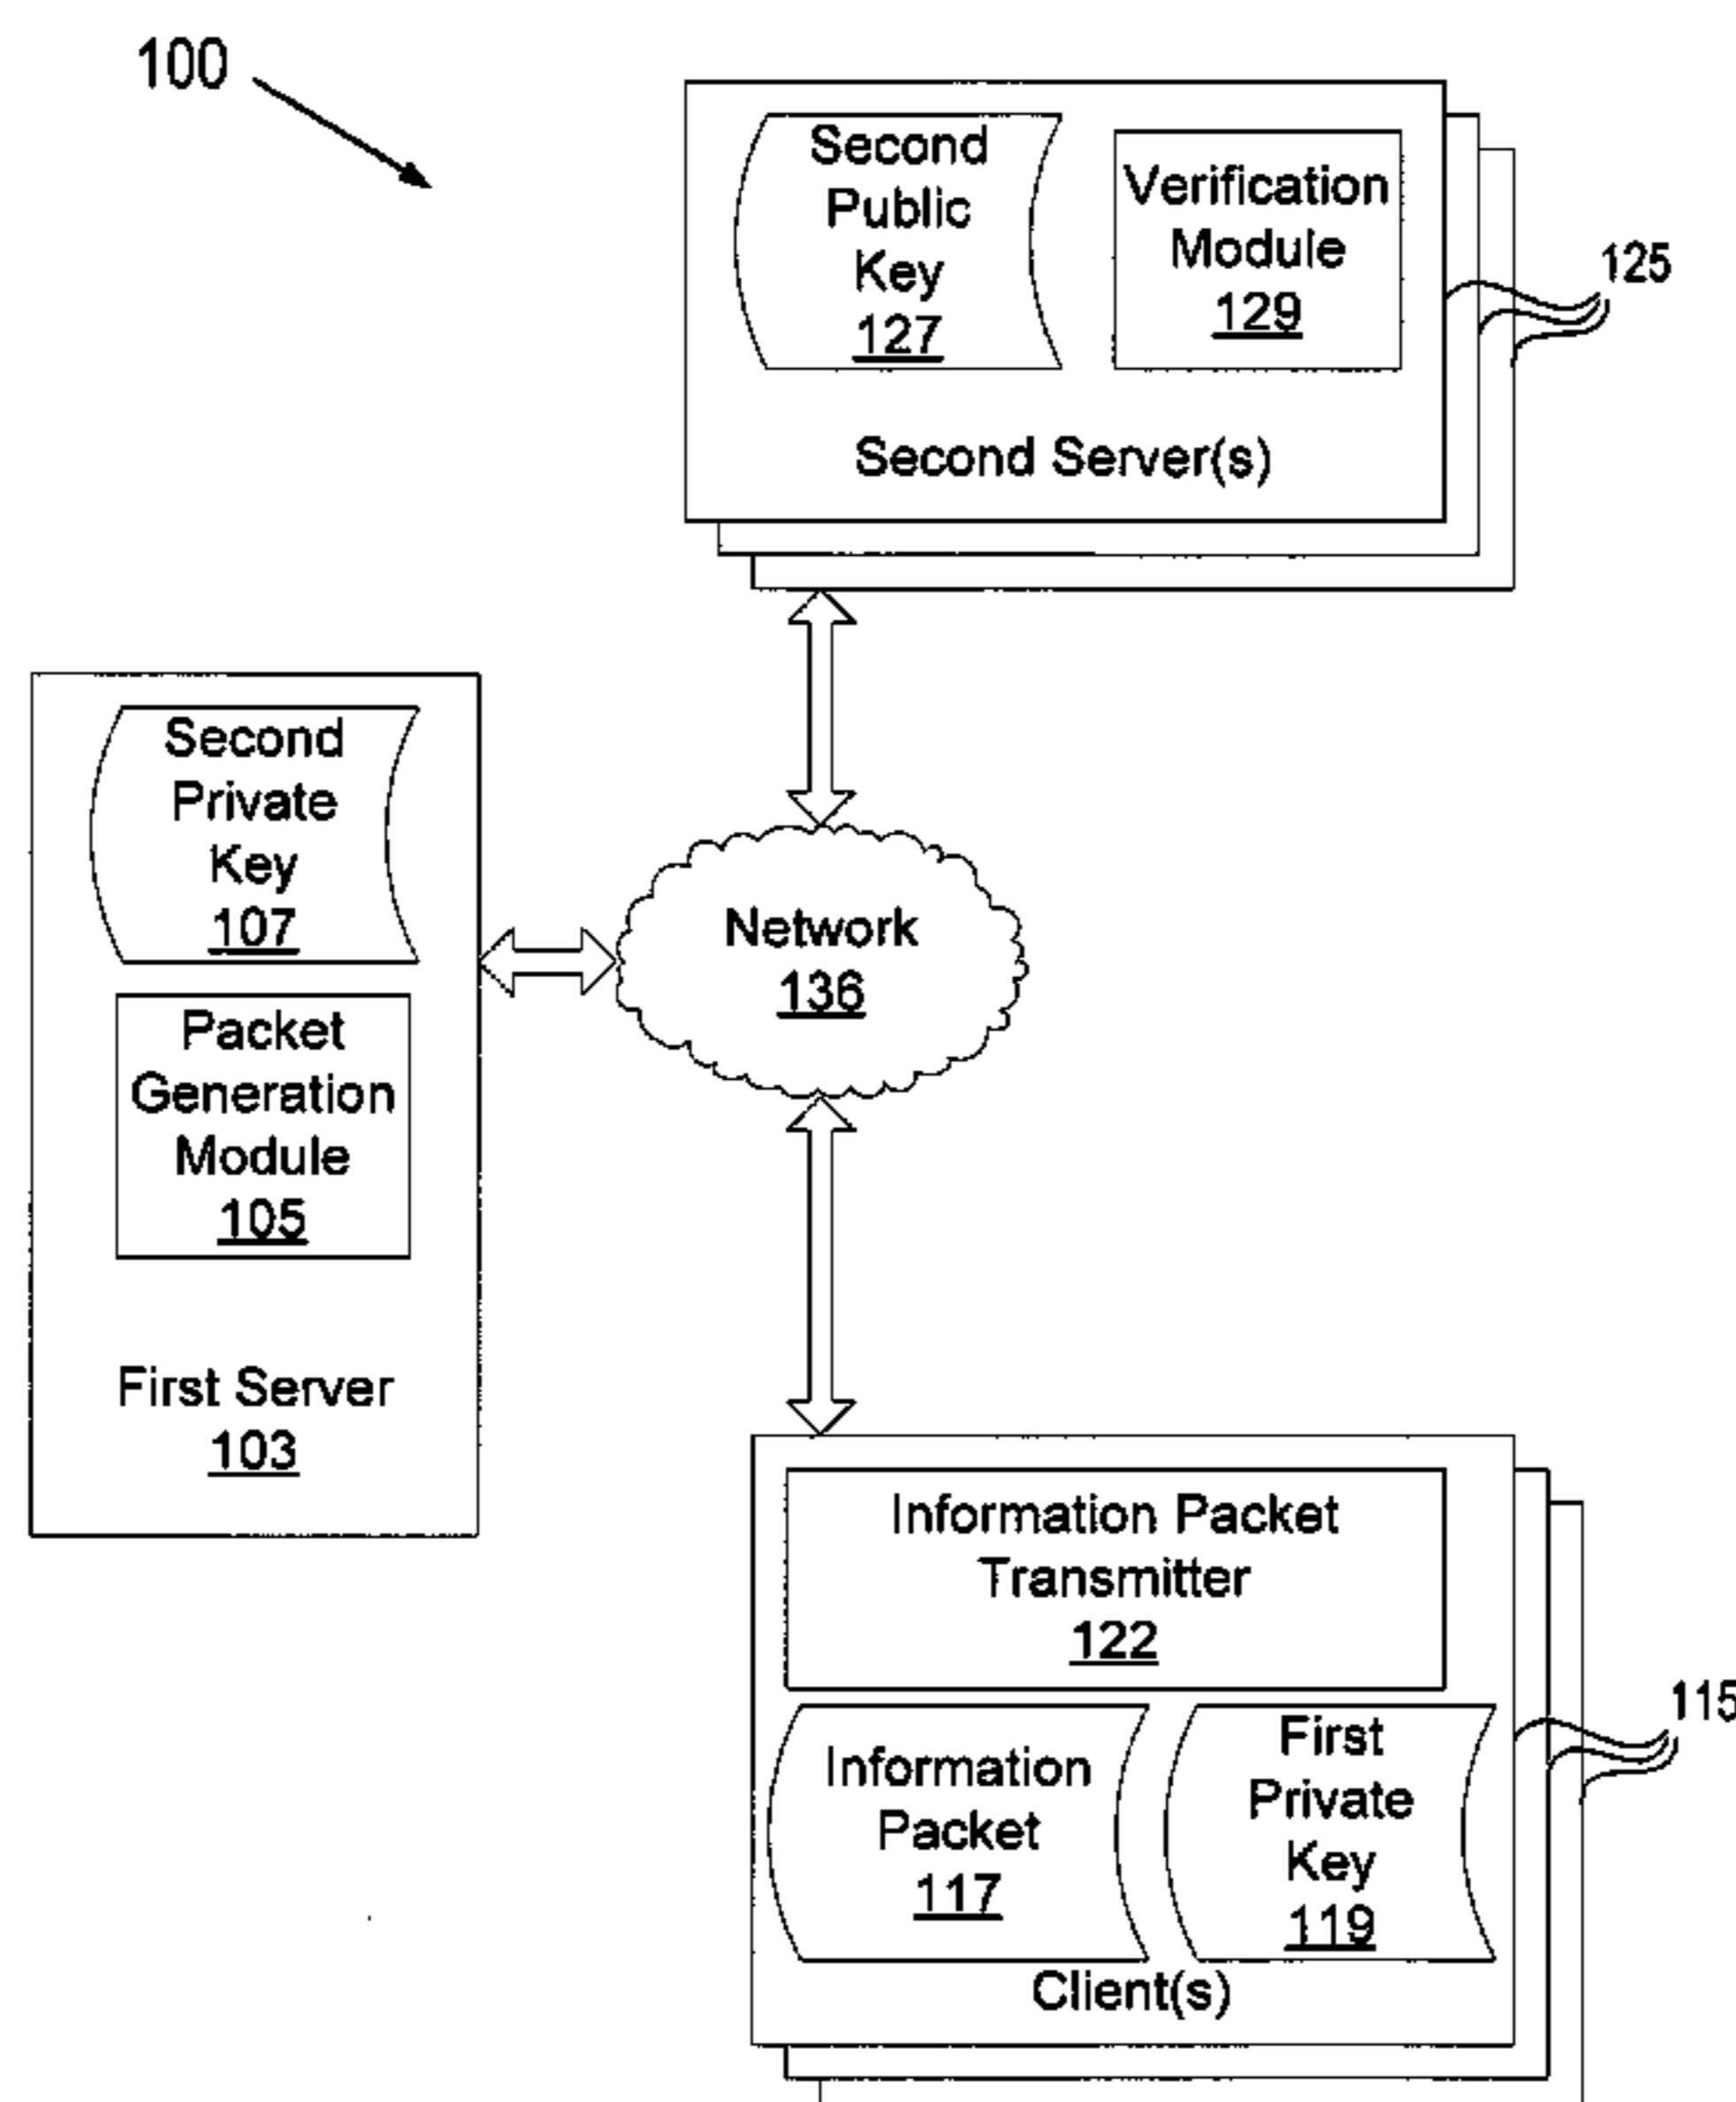 100
Second
Public
Key
127
Verification
Module
129
125
Second Server(s)
Second
Private
Key
107
Packet
Generation
Module
105
First Server
103
Network
136
Information Packet
Transmitter
122
Information
Packet
117
First
Private
Key
119
115
Client(s)